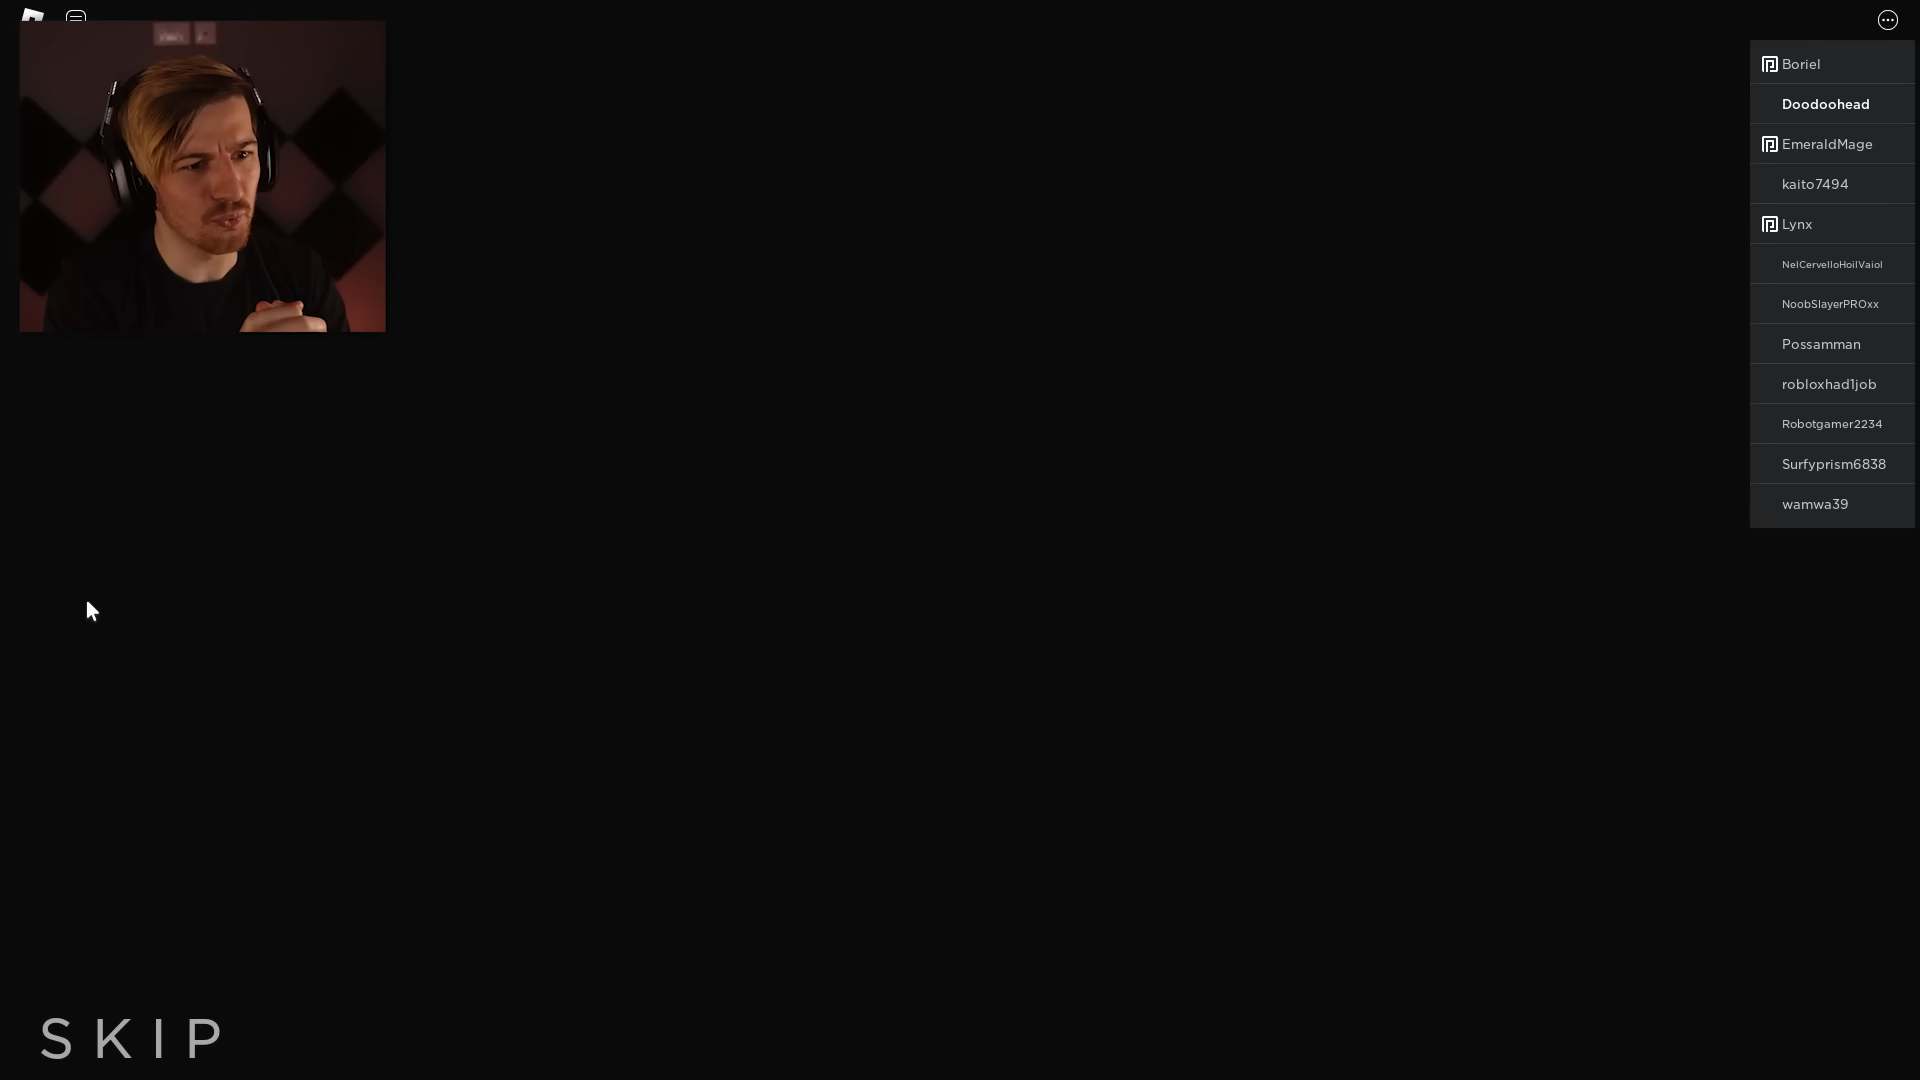 Boriel
Doodoohead
EmeraldMage
kaito7494
Lynx
NelCervelloHoilVaiol
NoobSlayerPROxx
Possamman
robloxhad1job
Robotgamer2234
Surfyprism6838
wamwa39
SKIP